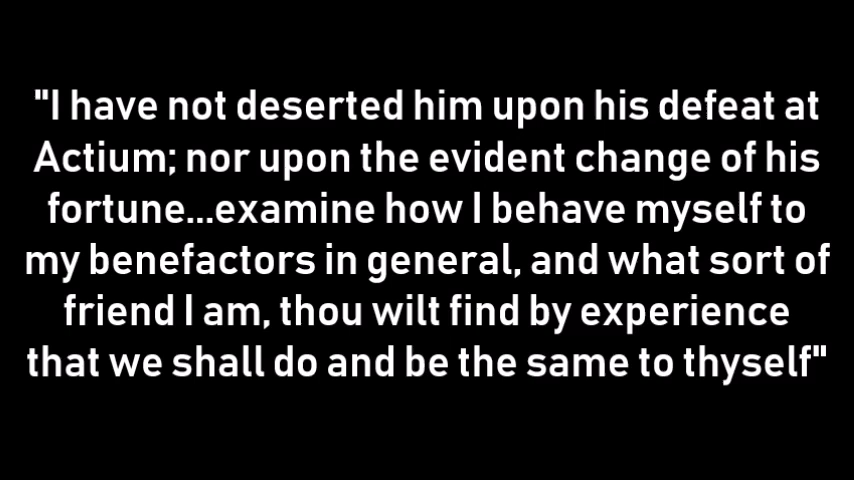 "I have not deserted him upon his defeat at
Actium; nor upon the evident change of his
fortune...examine how I behave myself to
my benefactors in general, and what sort of
friend I am, thou wilt find by experience
that we shall do and be the same to thyself"